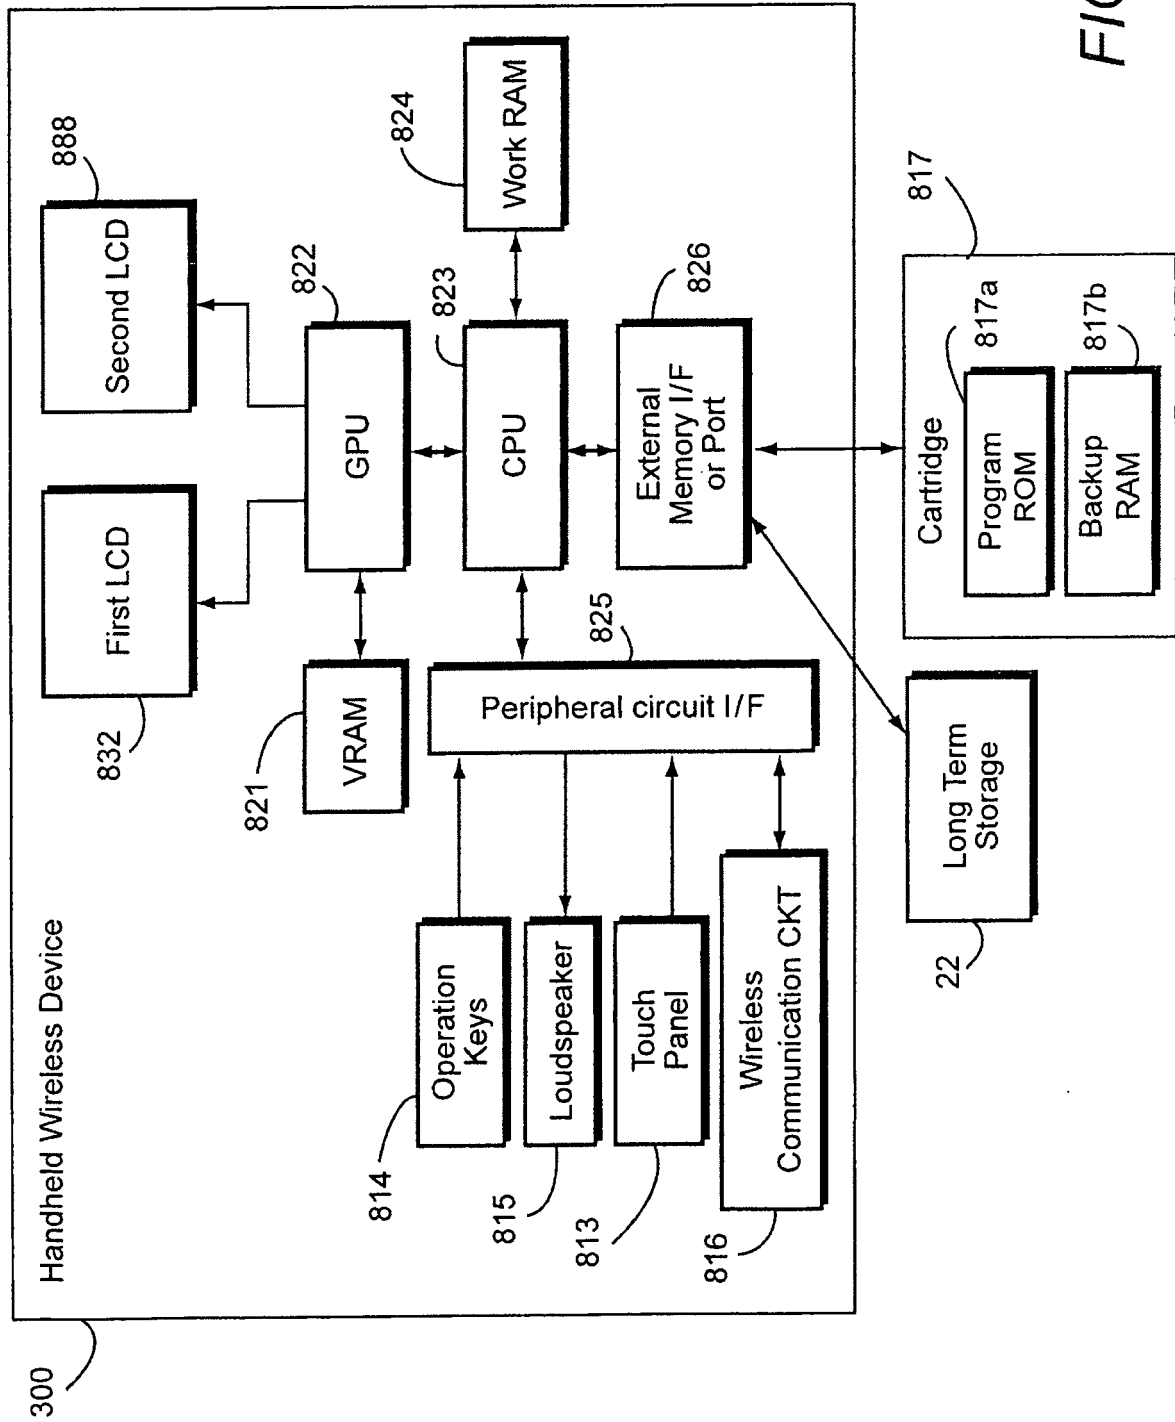 300
Handheld Wireless Device
832
First LCD
Second LCD
888
821
VRAM
GPU
822
823
CPU
824
Work RAM
814
Operation
Keys
815
Loudspeaker
813
Touch
Panel
816
Wireless
Communication CKT
Peripheral circuit I/F
825
External
Memory I/F
or Port
826
22
Long Term
Storage
Cartridge
817
Program
ROM
817a
Backup
RAM
817b